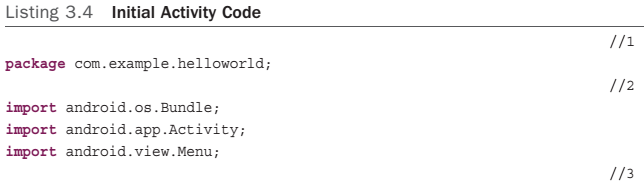 Listing 3.4 Initial Activity Code
//1
package com.example.helloworld;
//2
import android.os.Bundle;
import android.app.Activity;
import android.view.Menu;
//3